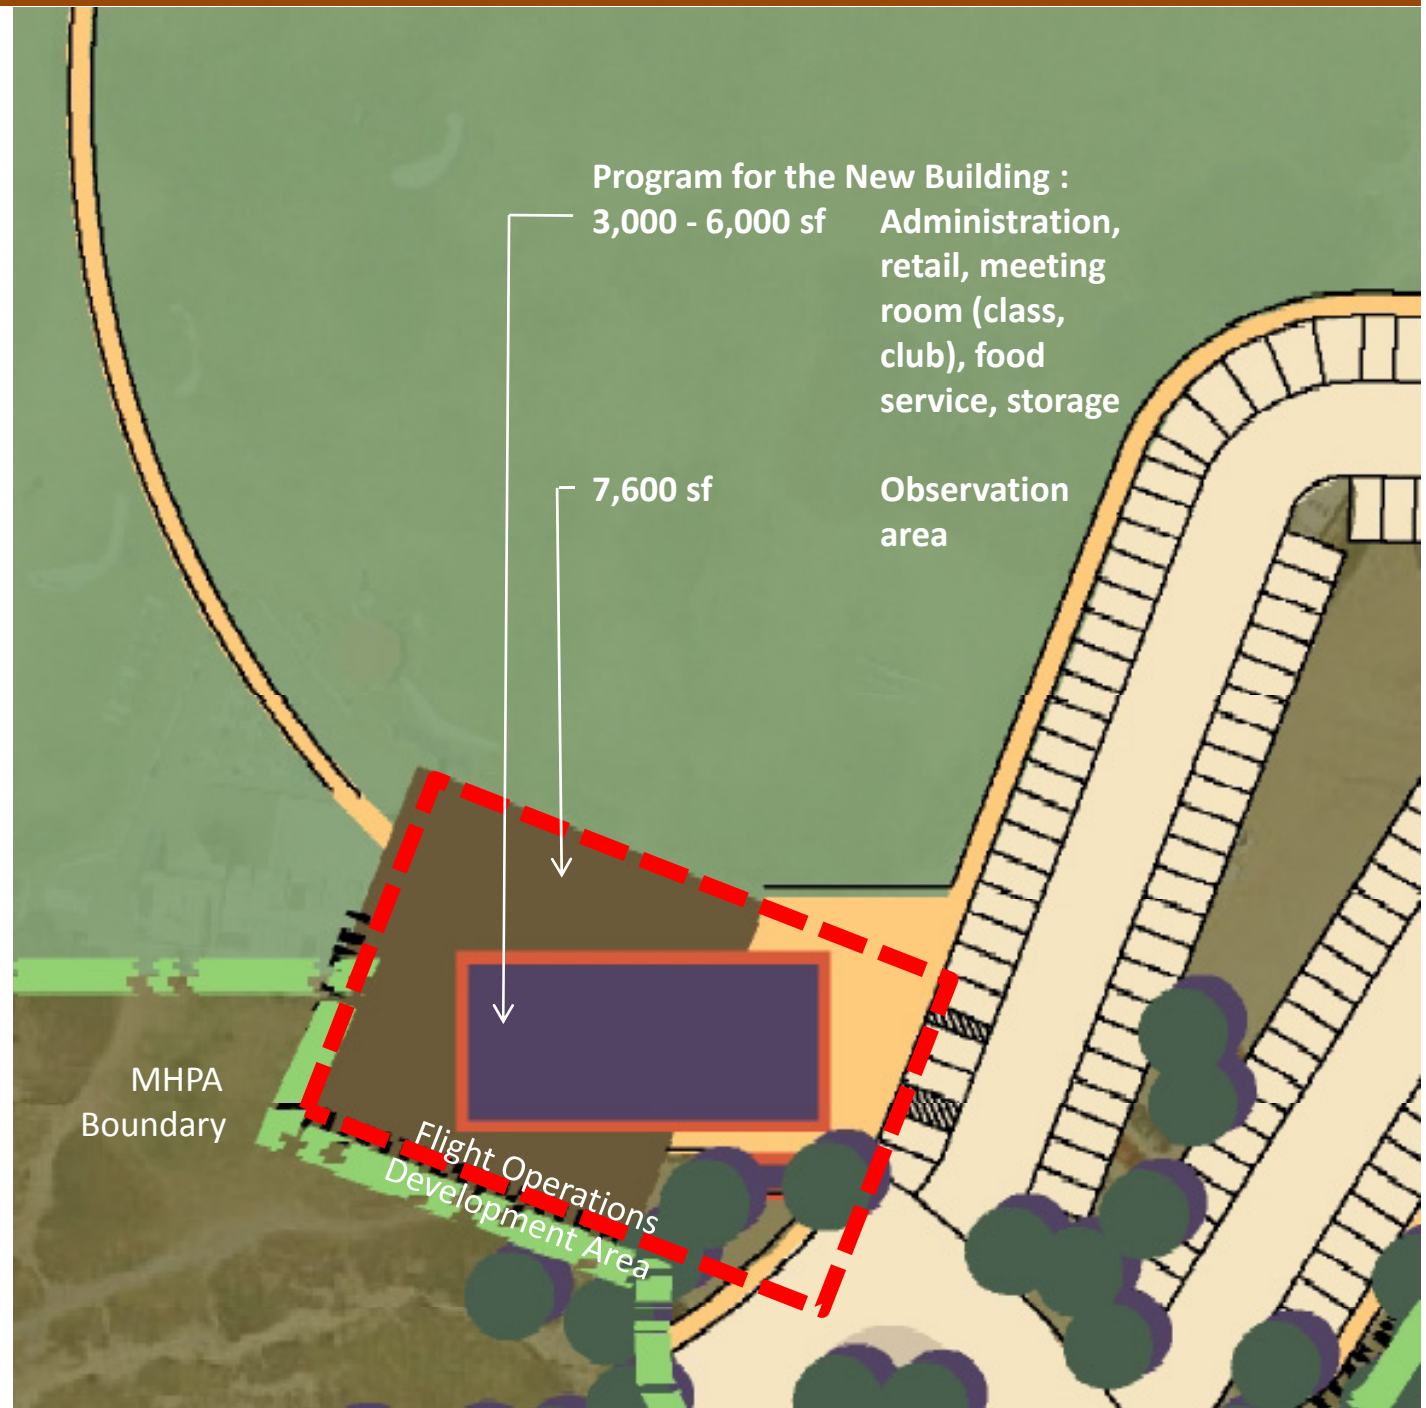 Program for the New Building :
3,000 - 6,000 sf Administration,
retail, meeting
room (class,
club), food
service, storage
7,600 sf Observation
area
MHPA
Boundary
Flight Operations
Development Area